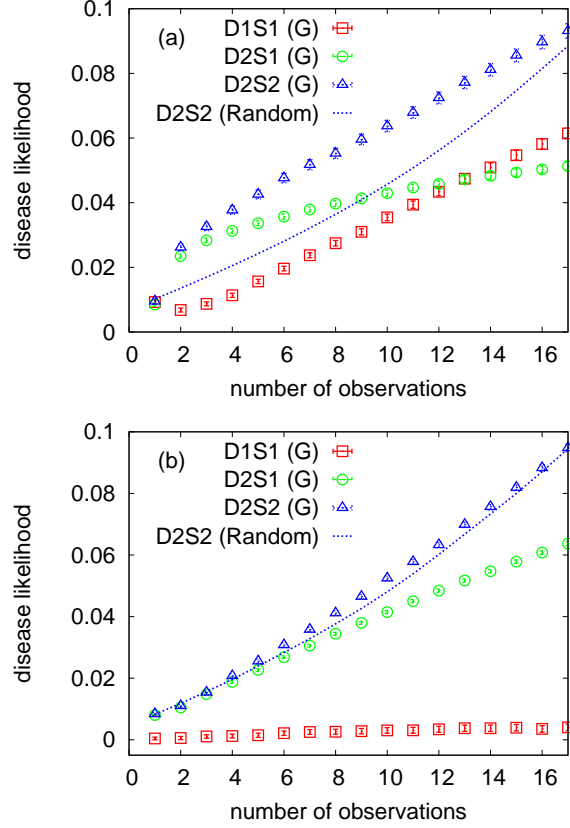 (a)
D1S1 (G)
D2S1 (G)
D2S2 (G)
D2S2 (Random)
disease likelihood
0.1
0.08
0.06
0.04
0.02
0
0 2 4 6 8 10 12 14 16
number of observations
(b)
D1S1 (G)
D2S1 (G)
D2S2 (G)
D2S2 (Random)
disease likelihood
0.1
0.08
0.06
0.04
0.02
0
0 2 4 6 8 10 12 14 16
number of observations